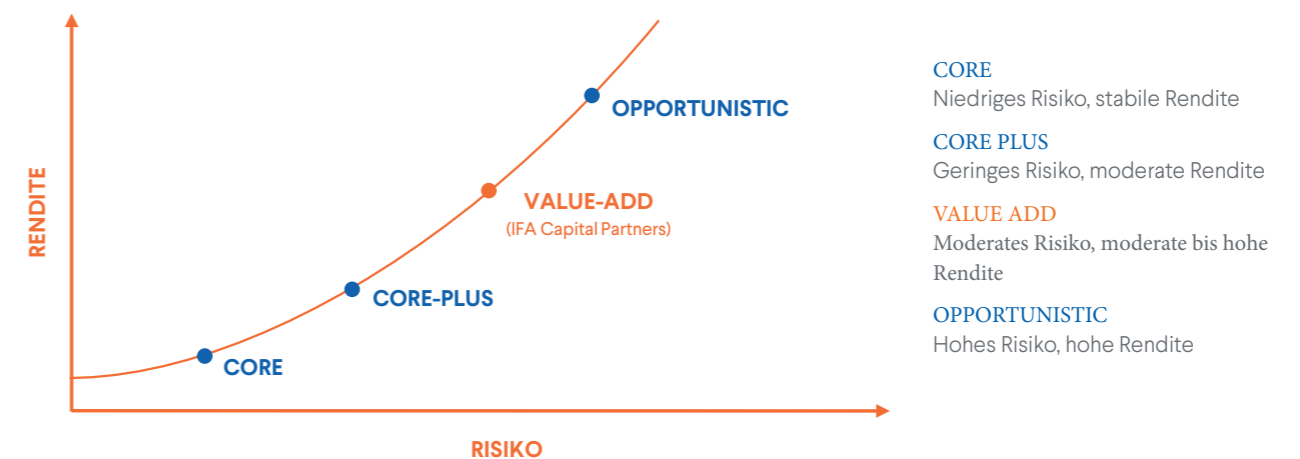 RENDITE
OPPORTUNISTIC
VALUE-ADD
(IFA Capital Partners)
CORE-PLUS
CORE
RISIKO
CORE
Niedriges Risiko, stabile Rendite
CORE PLUS
Geringes Risiko, moderate Rendite
VALUE ADD
Moderates Risiko, moderate bis hohe
Rendite
OPPORTUNISTIC
Hohes Risiko, hohe Rendite